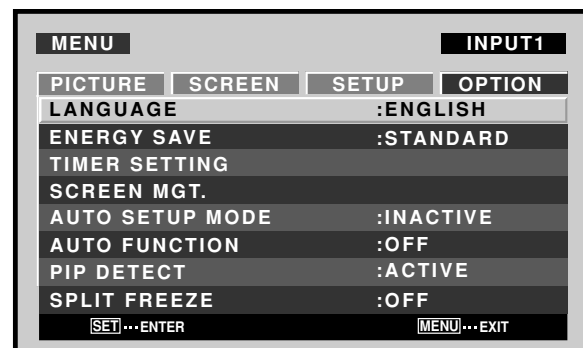 MENU INPUT1
PICTURE SCREEN SETUP OPTION
LANGUAGE :ENGLISH
ENERGY SAVE :STANDARD
TIMER SETTING
SCREEN MGT.
AUTO SETUP MODE :INACTIVE
AUTO FUNCTION :OFF
PIP DETECT :ACTIVE
SPLIT FREEZE :OFF
SET···ENTER MENU···EXIT